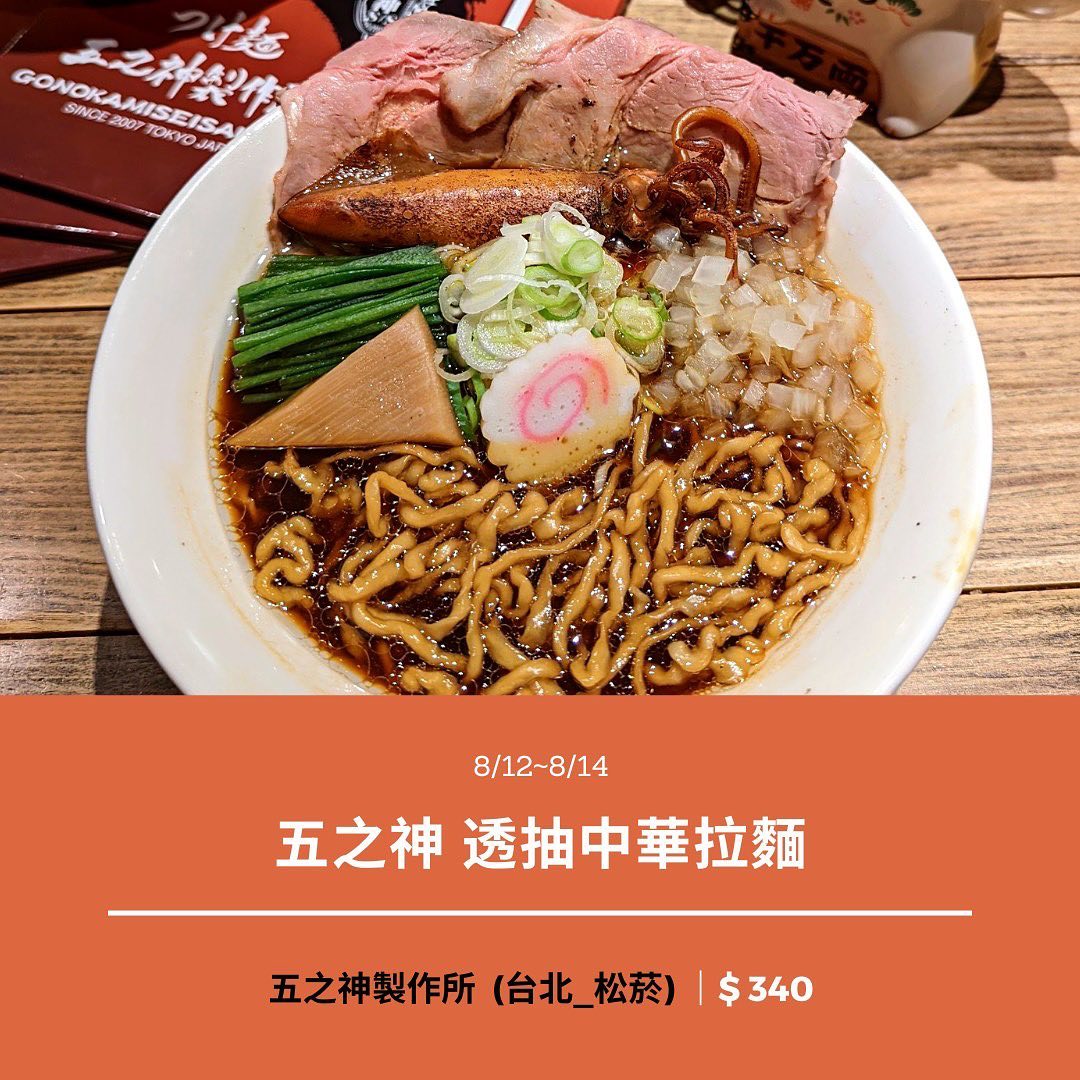 つけ麺
五之神製作
GONOKAMISEISA
SINCE 2007 TOKYO JAP
千万両
8/12~8/14
五之神 透抽中華拉麵
五之神製作所 (台北_松菸)｜$ 340